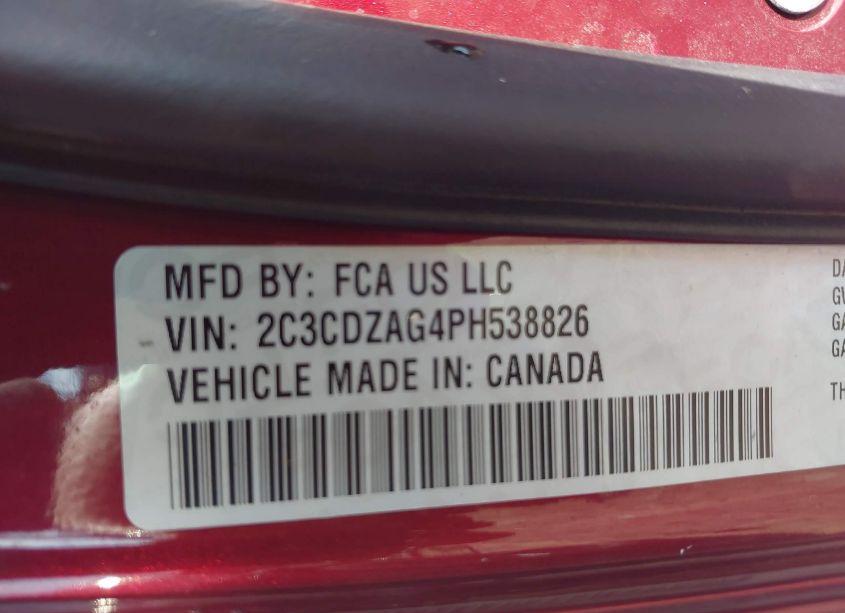 MFD BY: FCA US LLC
VIN: 2C3CDZAG4PH538826
VEHICLE MADE IN: CANADA